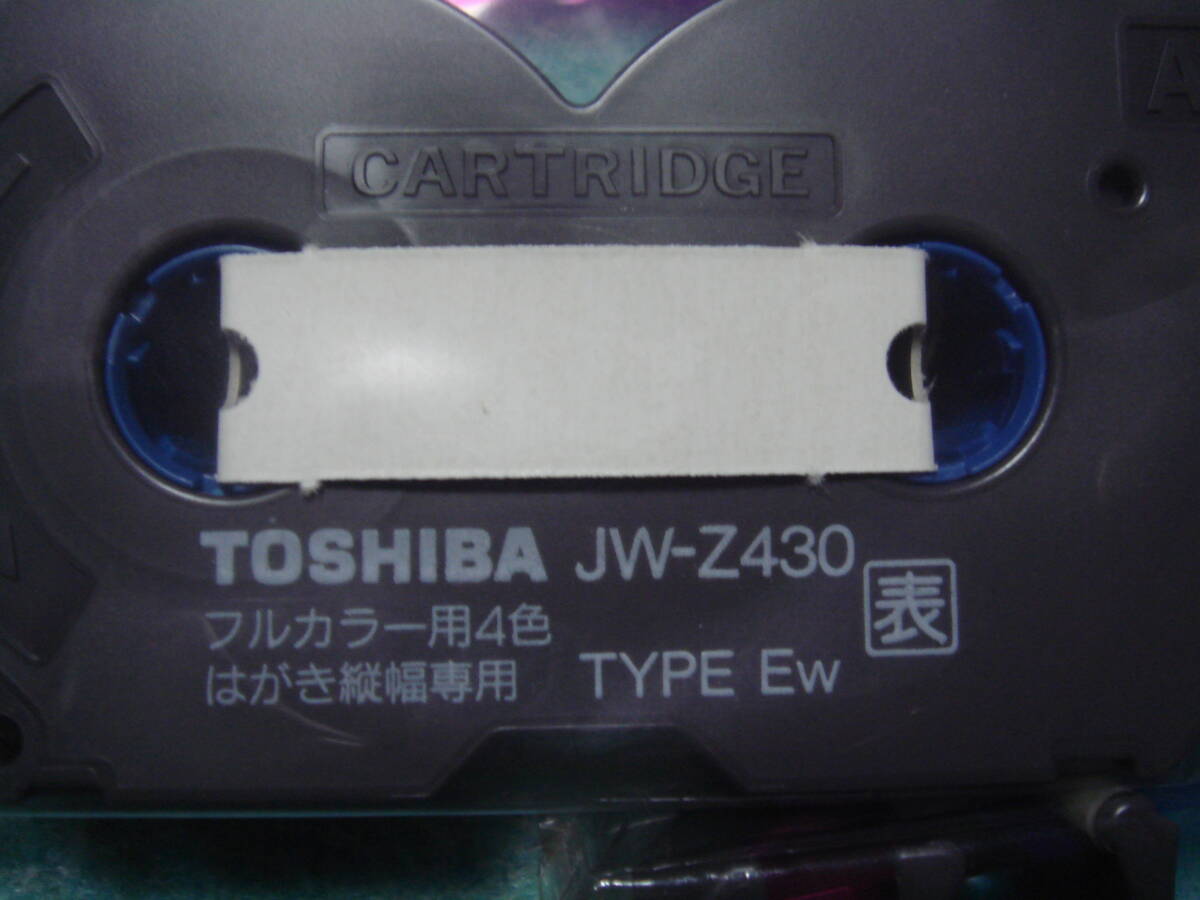 A
CARTRIDGE
TOSHIBA JW-Z430
表
フルカラー用4色
はがき縦幅専用 TYPE Ew